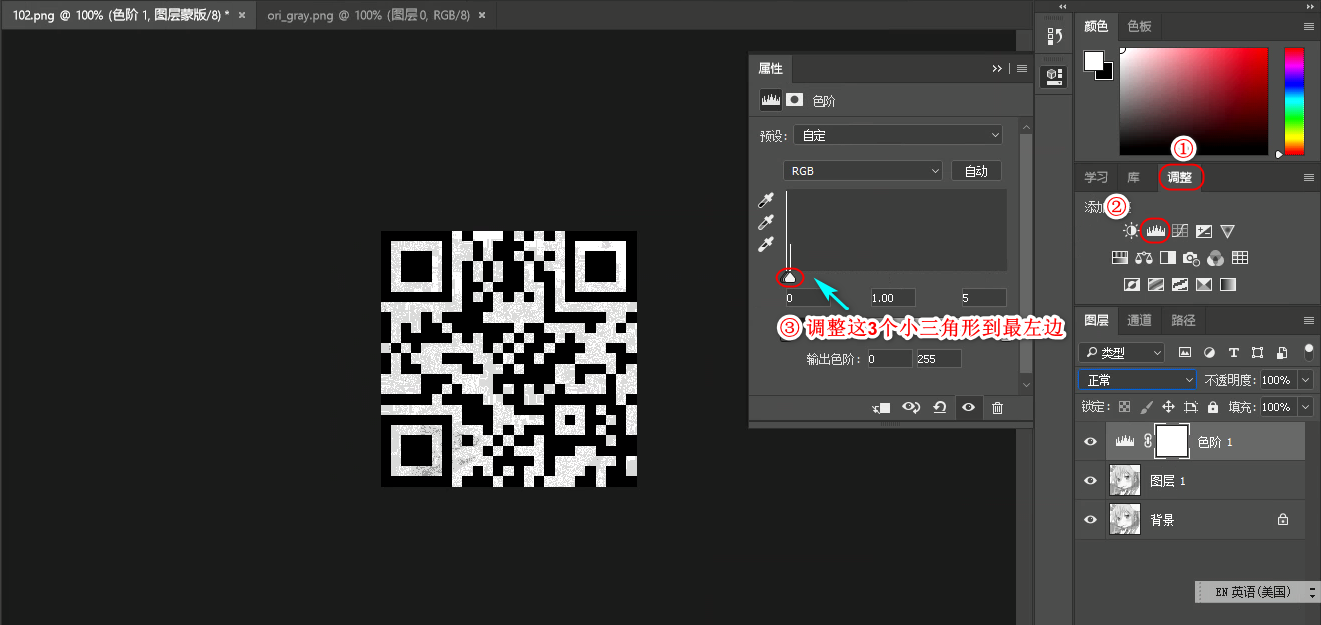 102.png @ 100% (色阶 1, 图层蒙版/8) * ×
ori_gray.png @ 100% (图层 0, RGB/8) ×
属性
色阶
预设: 自定
RGB 自动
0 1.00 5
③ 调整这3个小三角形到最左边
输出色阶: 0 255
颜色 色板
①
学习 库 调整
添加
②
图层 通道 路径
类型
正常 不透明度: 100%
锁定: 填充: 100%
色阶 1
图层 1
背景
EN 英语(美国)